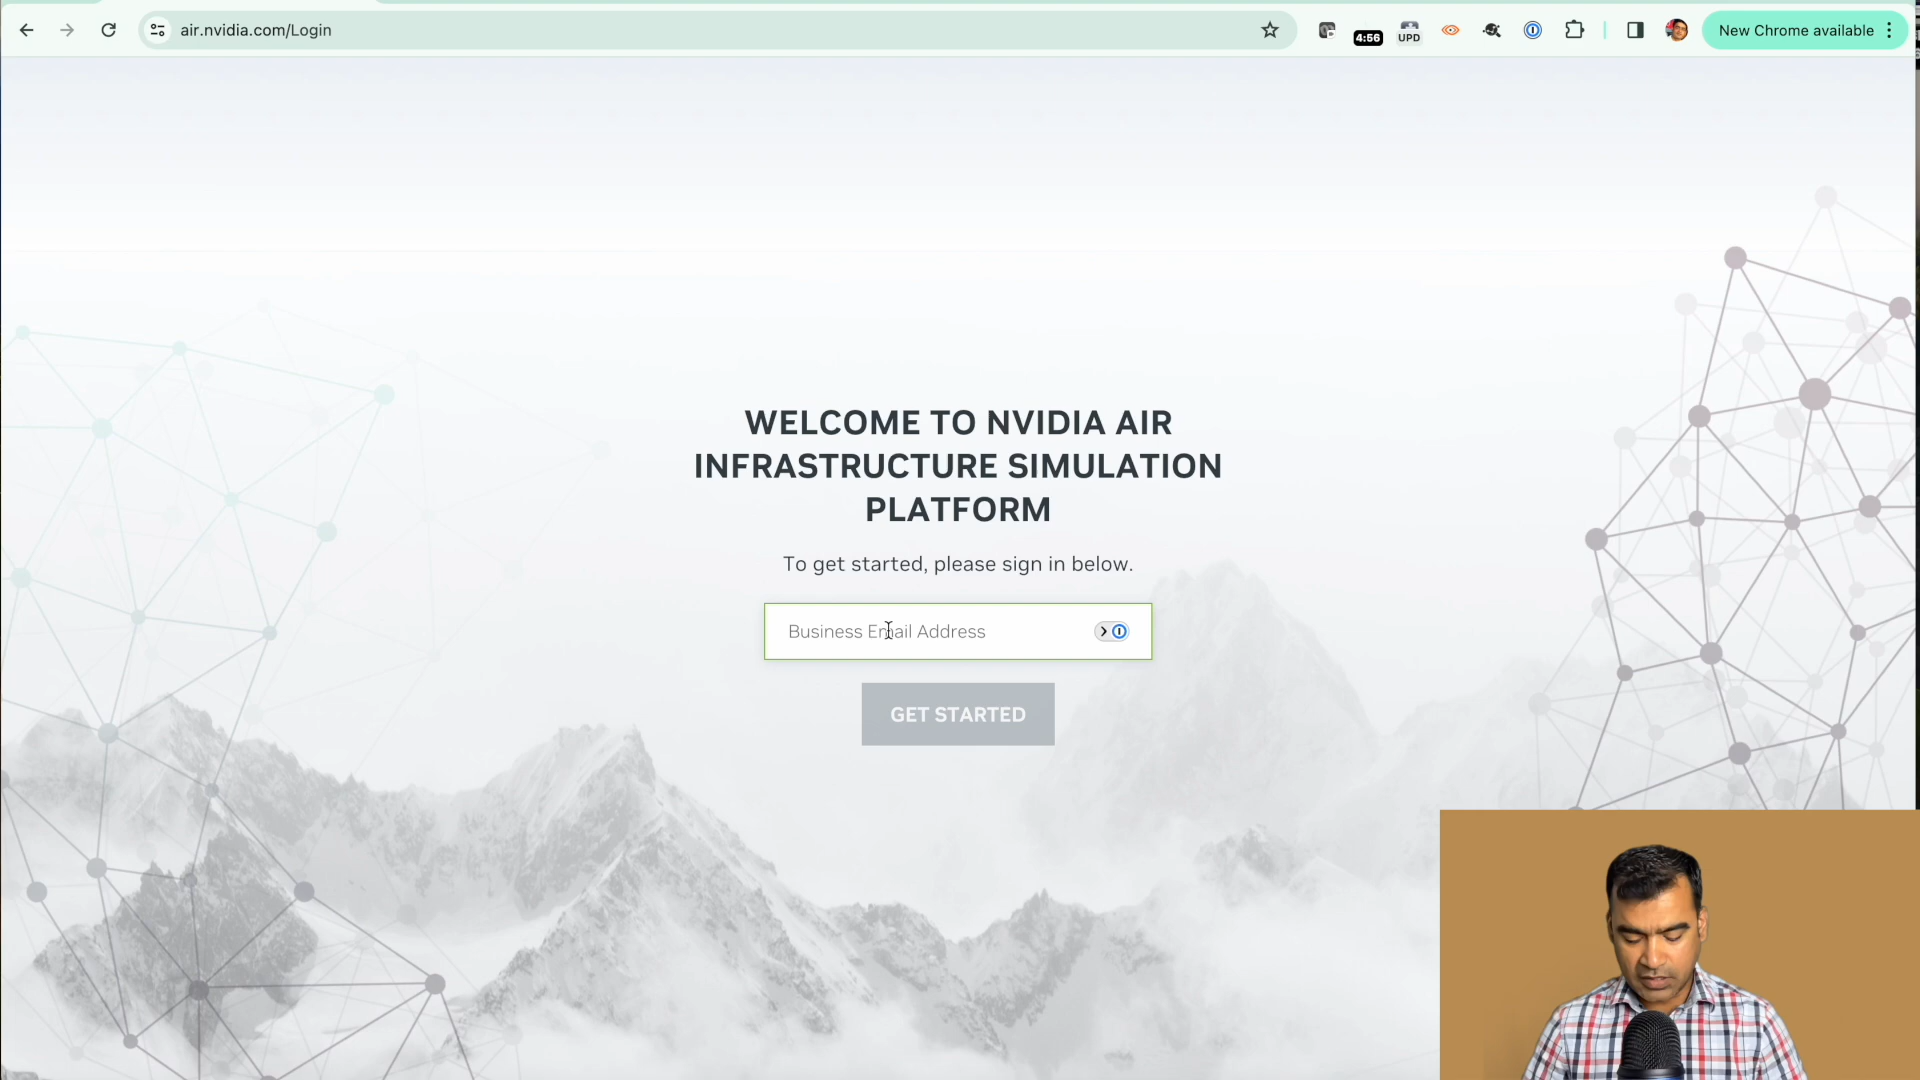 air.nvidia.com/Login
4:56
UPD
New Chrome available
WELCOME TO NVIDIA AIR
INFRASTRUCTURE SIMULATION
PLATFORM
To get started, please sign in below.
Business Email Address
GET STARTED